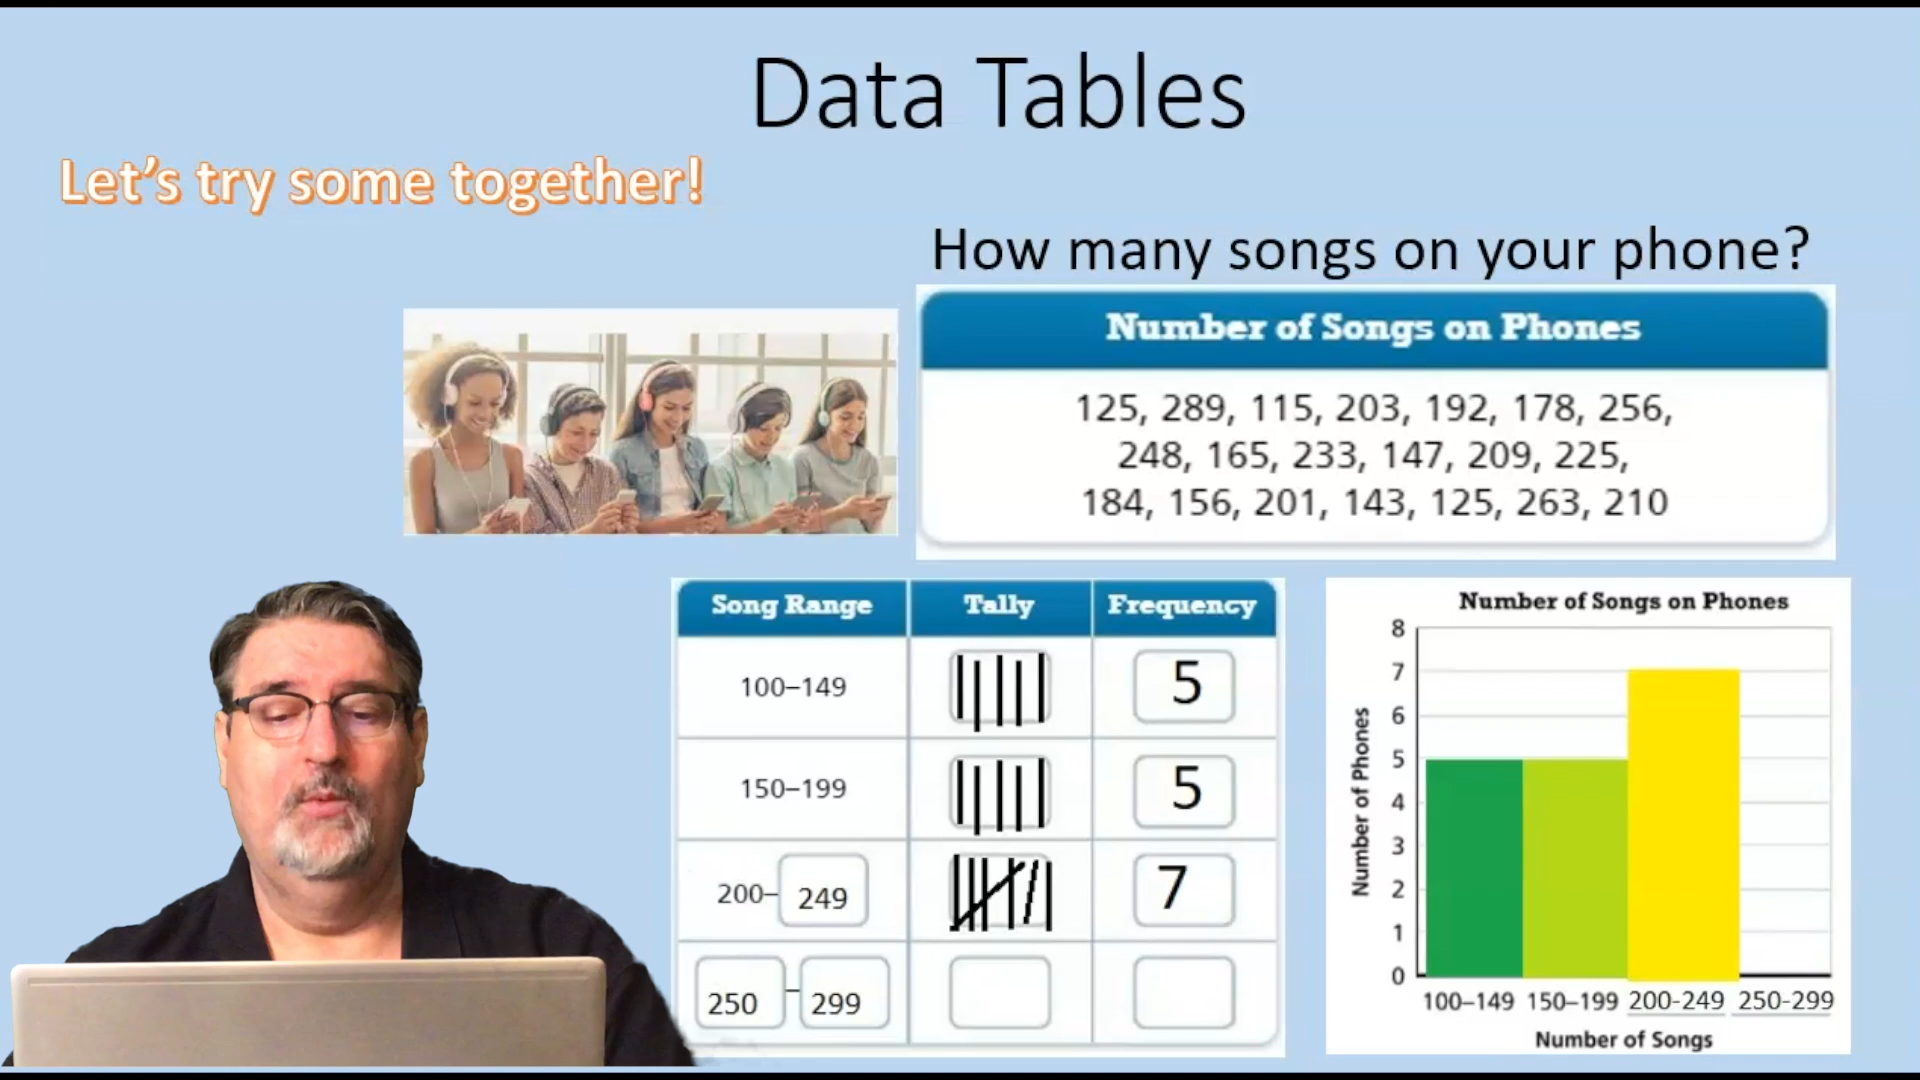 Data Tables
Let's try some together!
How many songs on your phone?
Number of Songs on Phones
125, 289, 115, 203, 192, 178, 256,
248, 165, 233, 147, 209, 225,
184, 156, 201, 143, 125, 263, 210
Song Range Tally Frequency
100–149 5
150–199 5
200– 249 7
250 – 299
Number of Songs on Phones
Number of Phones
8
7
6
5
4
3
2
1
0
100–149 150–199 200-249 250-299
Number of Songs